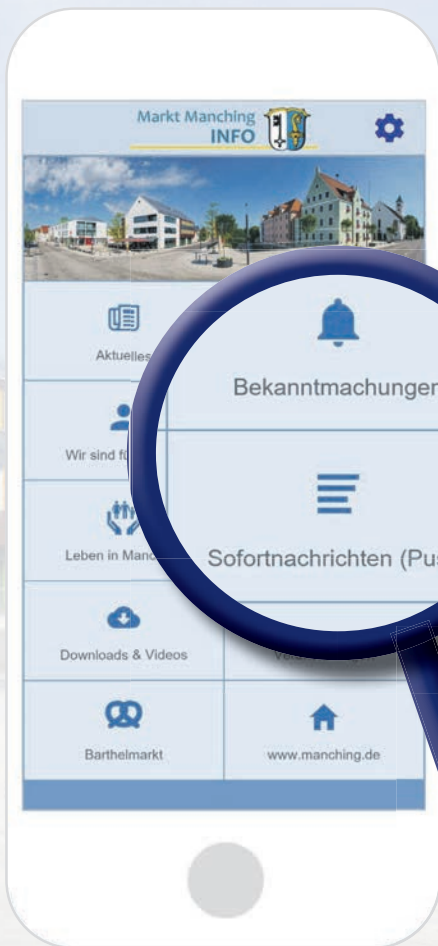 Markt Manching
INFO
Aktuelles
Bekanntmachungen
Wir sind fü
Sofortnachrichten (Pus
Leben in Manc
Downloads & Videos
Barthelmarkt
www.manching.de